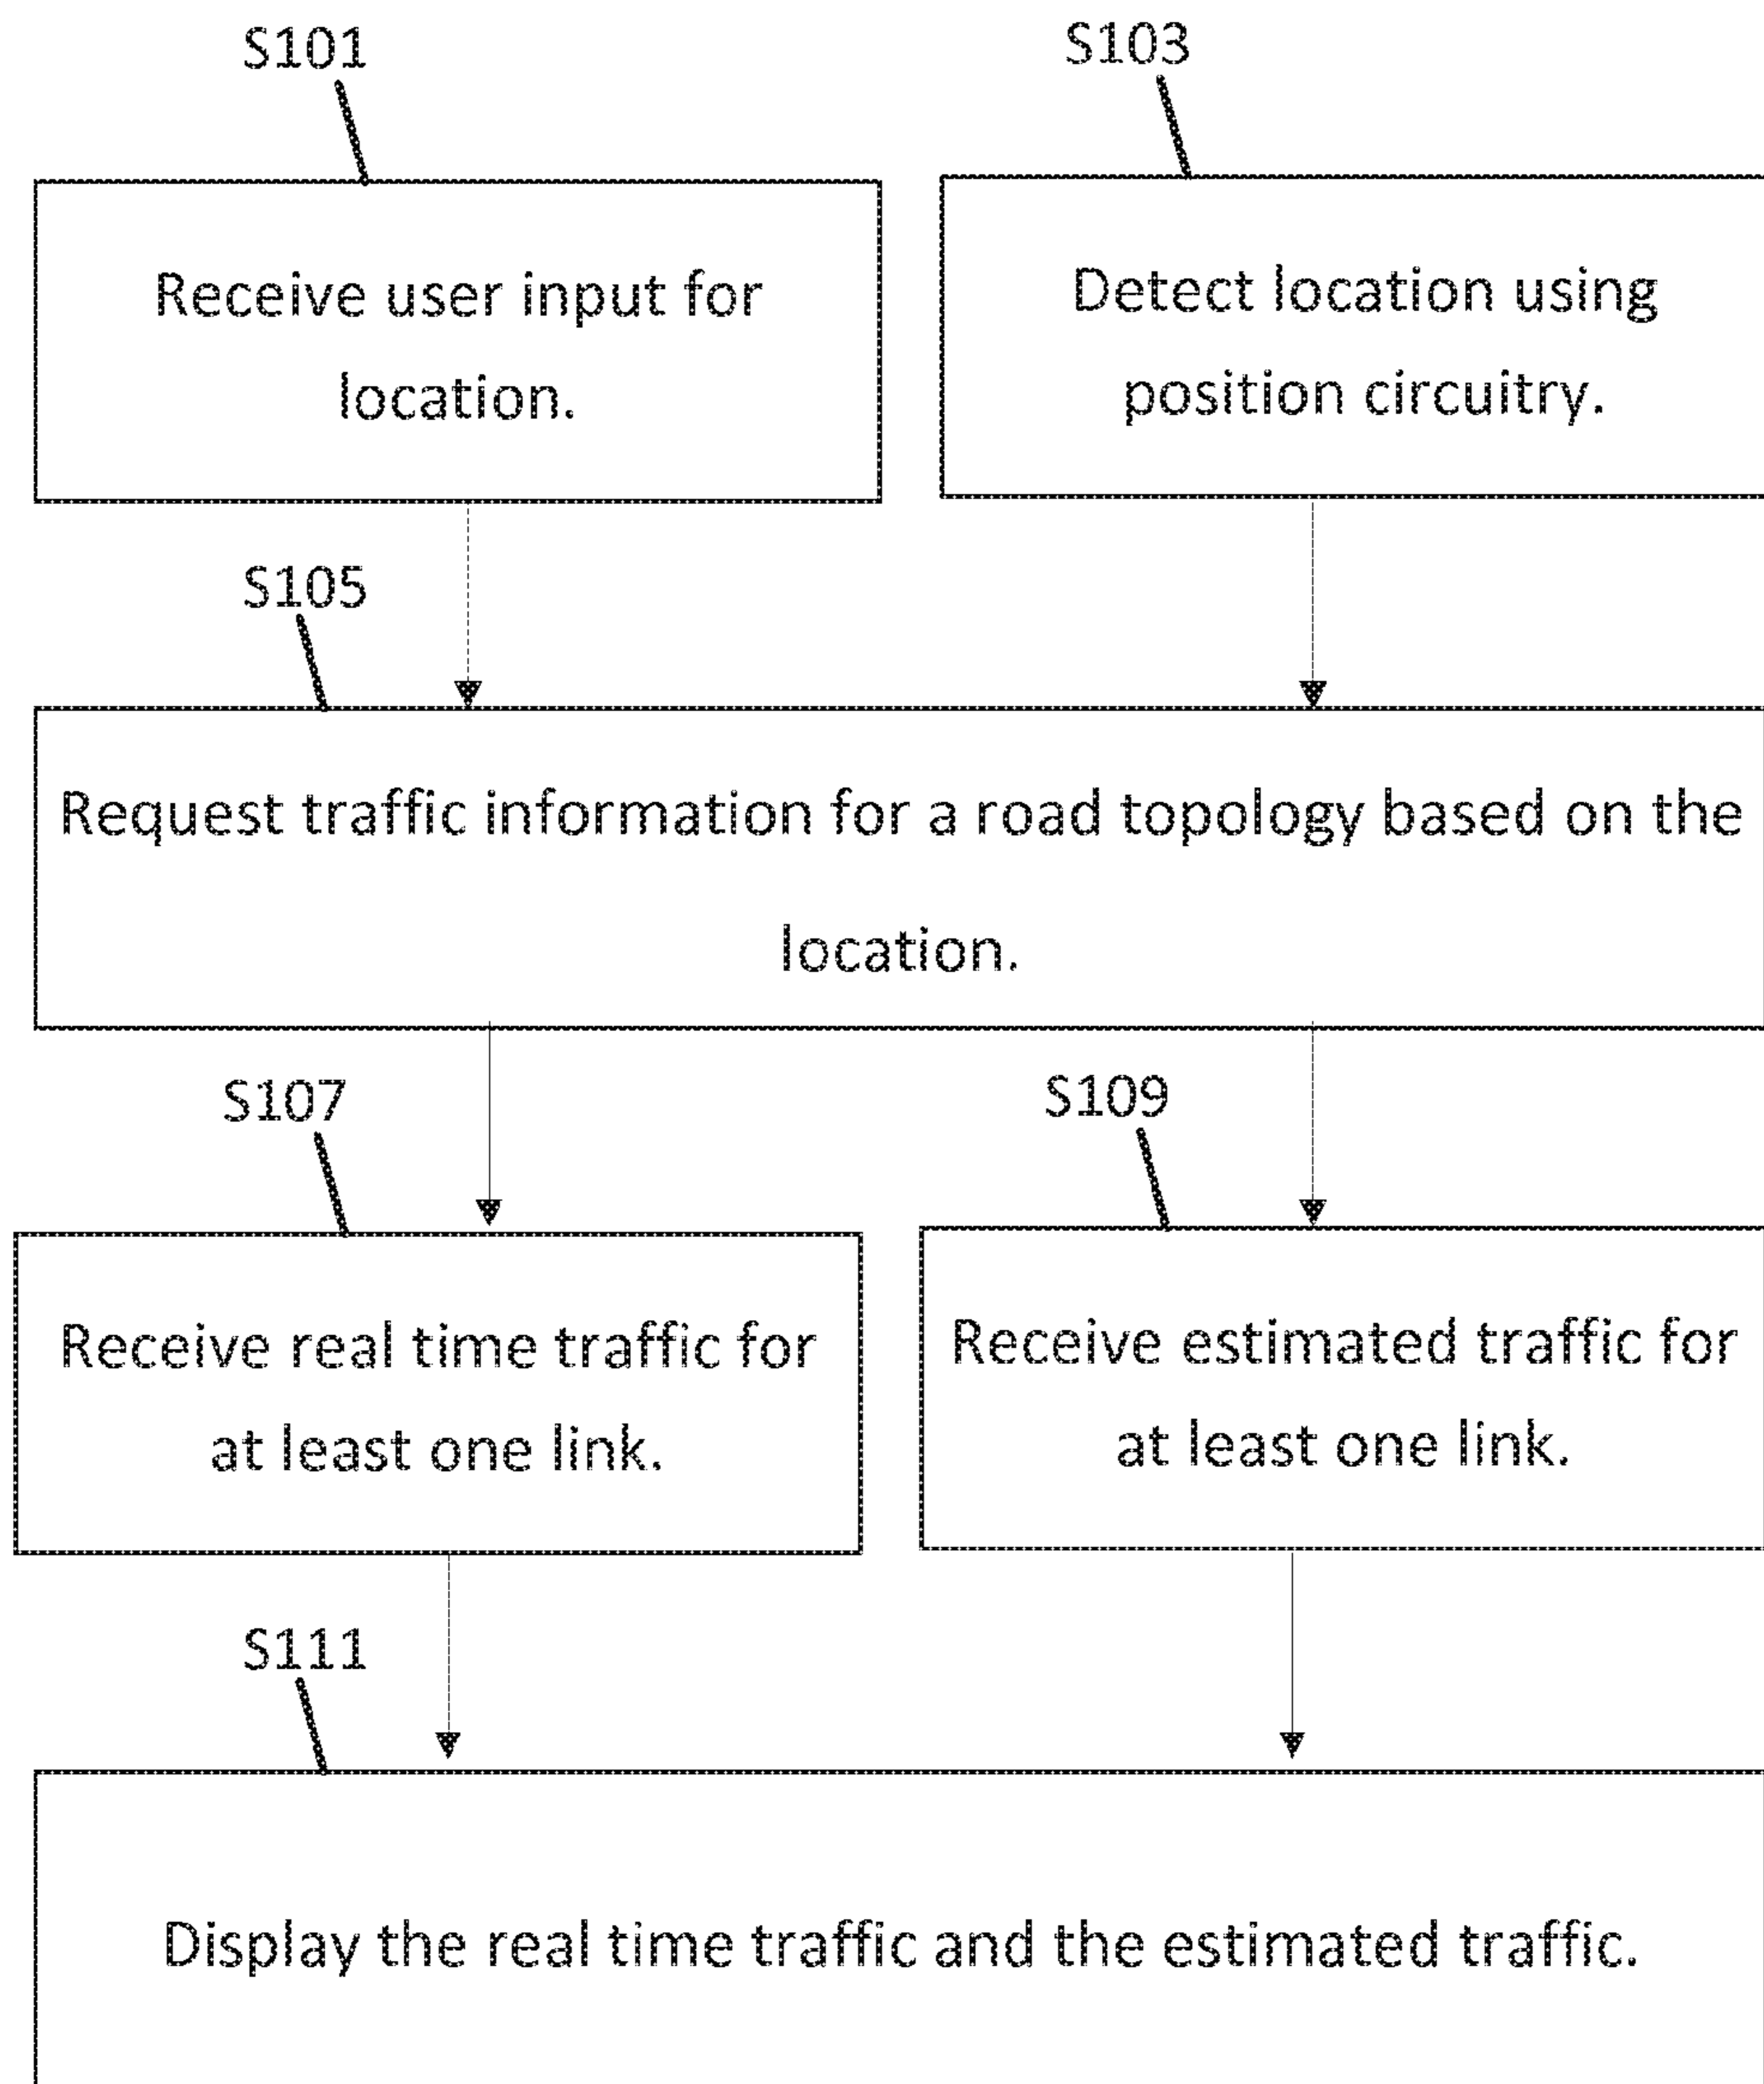 S101
S103
Receive user input for
location.
Detect location using
position circuitry.
S105
Request traffic information for a road topology based on the
location.
S107
S109
Receive real time traffic for
at least one link.
Receive estimated traffic for
at least one link.
S111
Display the real time traffic and the estimated traffic.